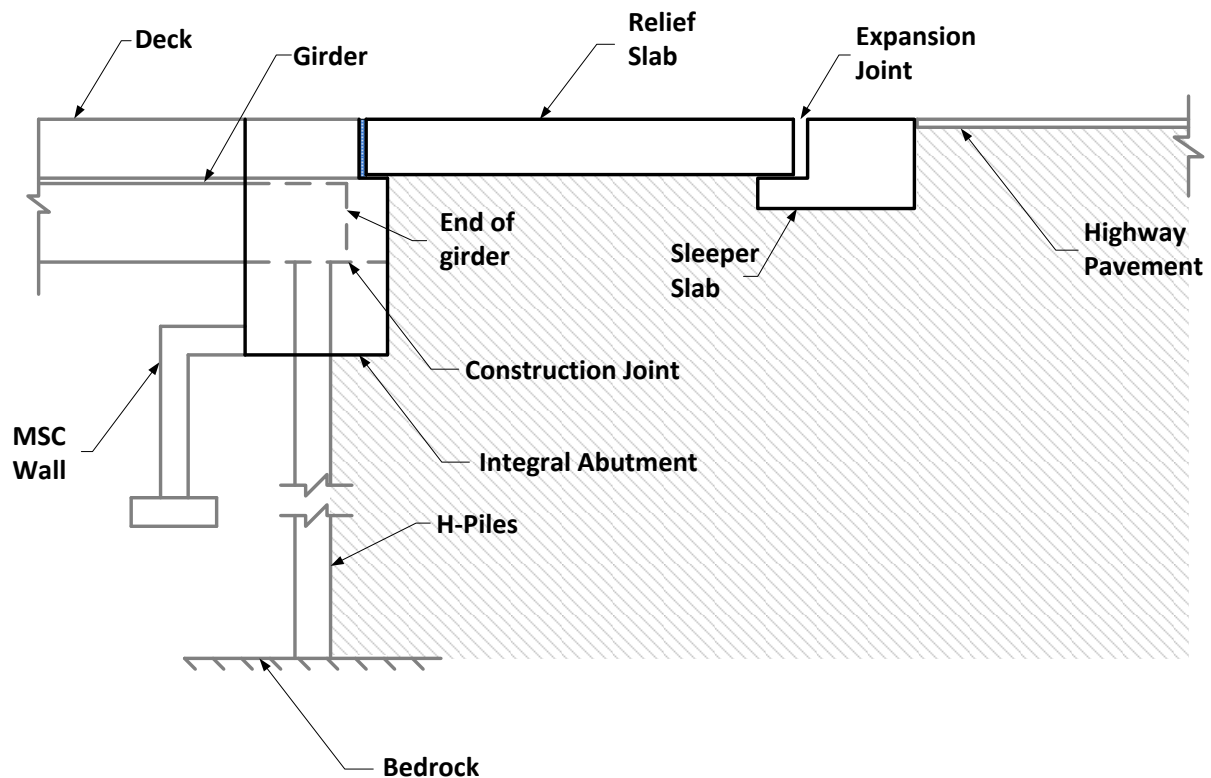 Deck
Girder
Relief
Slab
Expansion
Joint
End of
girder
Sleeper
Slab
Highway
Pavement
Construction Joint
MSC
Wall
Integral Abutment
H-Piles
Bedrock